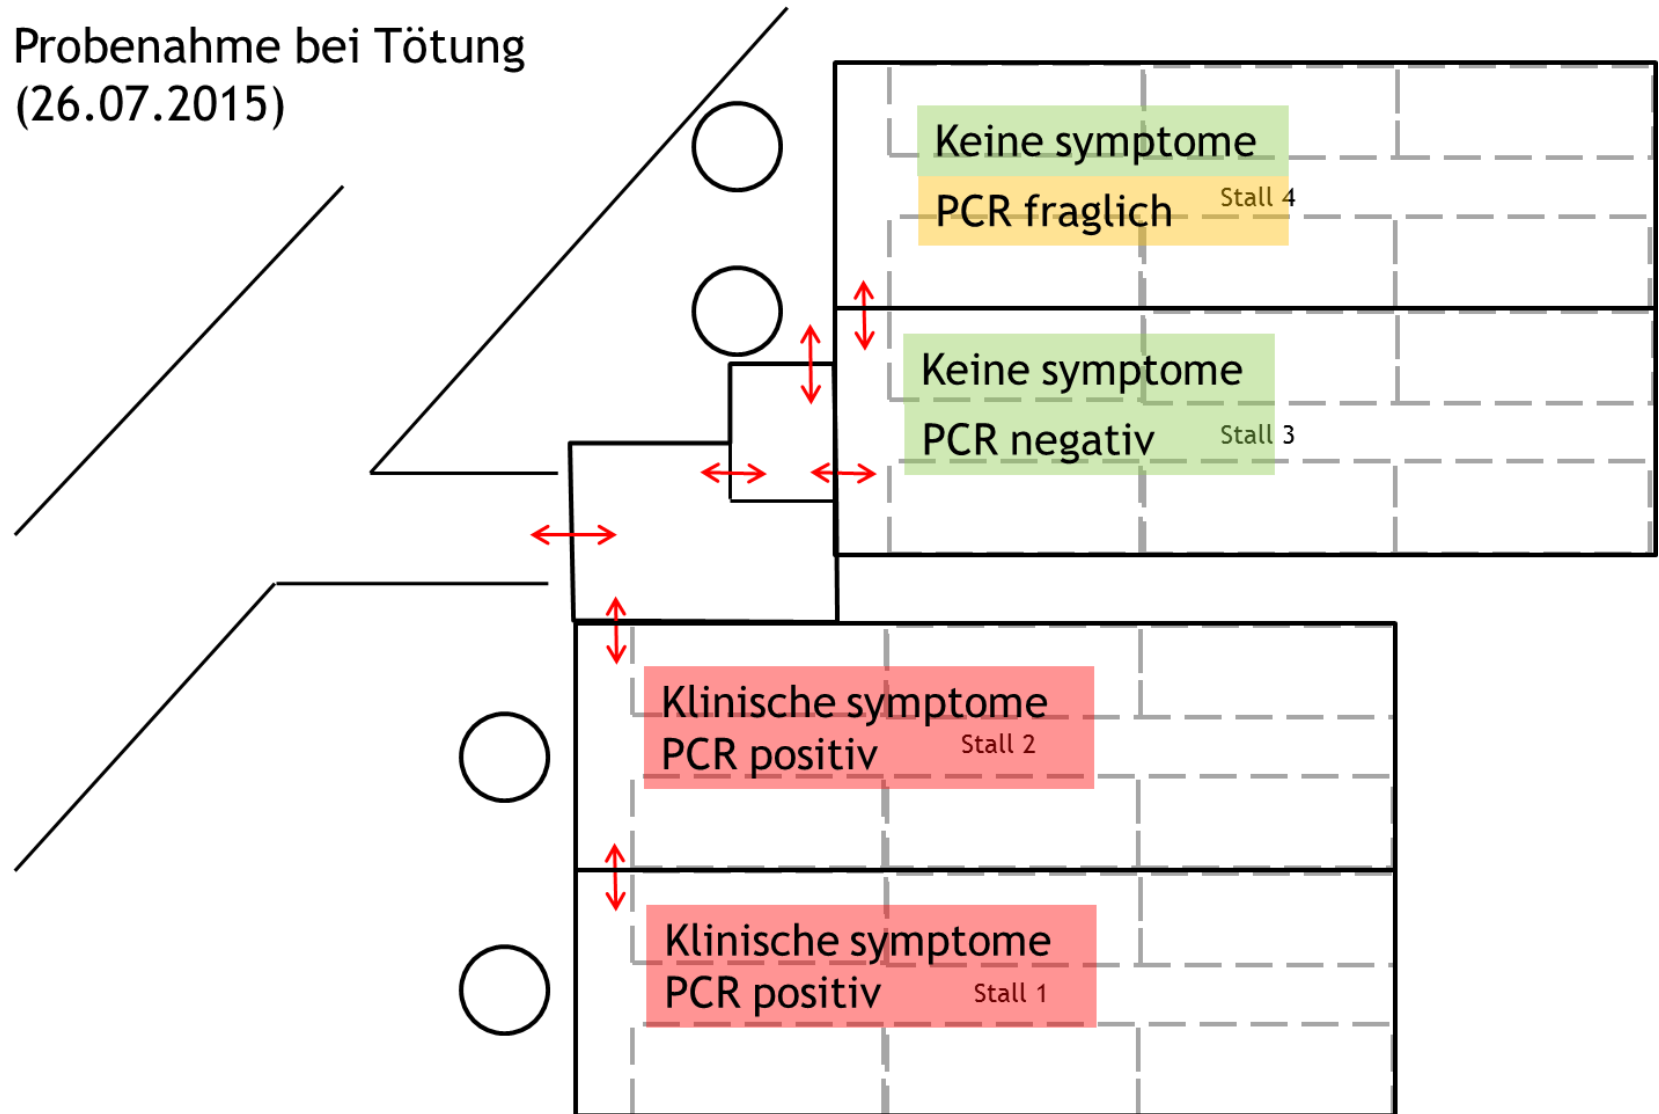 Probenahme bei Tötung
(26.07.2015)
Keine symptome
PCR fraglich
Stall 4
Keine symptome
PCR negativ
Stall 3
Klinische symptome
PCR positiv
Stall 2
Klinische symptome
PCR positiv
Stall 1